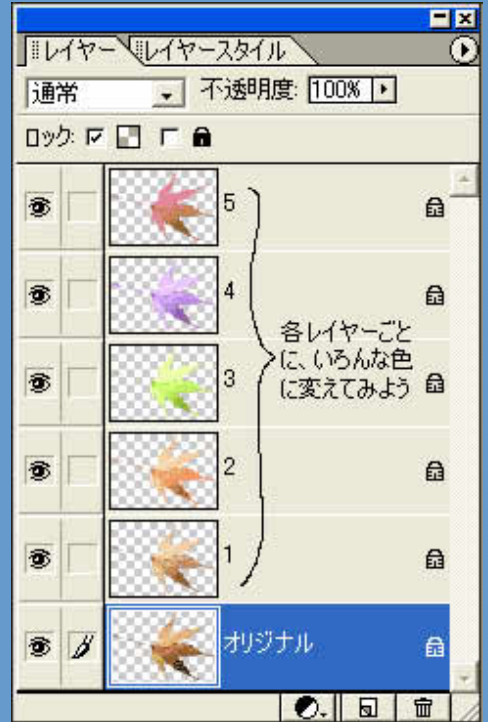 レイヤー レイヤースタイル
通常 不透明度: 100%
ロック:
5
4
各レイヤーごと
に、いろんな色
に変えてみよう
3
2
1
オリジナル